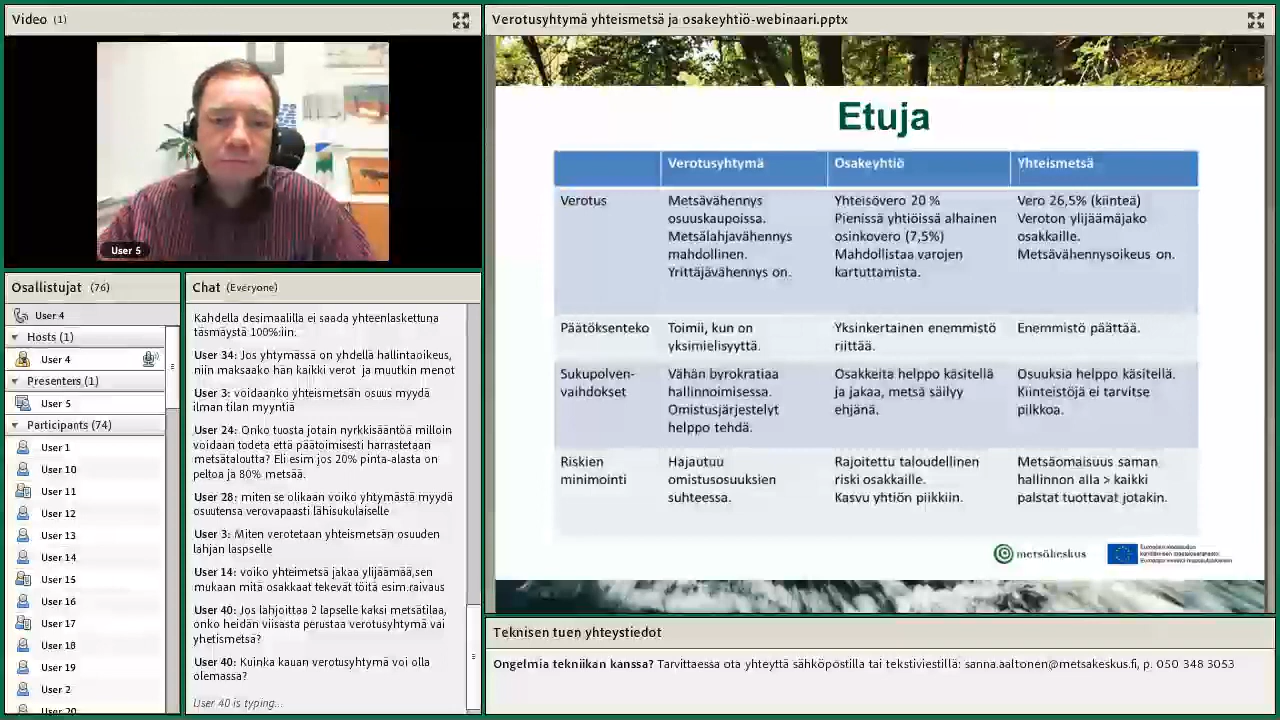 Video (1)
User 5
Osallistujat (76)
User 4
Hosts (1)
User 4
Presenters (1)
User 5
Participants (74)
User 1
User 10
User 11
User 12
User 13
User 14
User 15
User 16
User 17
User 18
User 19
User 2
User 20
Chat (Everyone)
Kahdella desimaalilla ei saada yhteenlaskettuna
täsmäystä 100%:iin.
User 34: Jos yhtymässä on yhdellä hallintaoikeus,
niin maksaako hän kaikki verot ja muutkin menot
User 3: voidaanko yhteismetsän osuus myydä
ilman tilan myyntiä
User 24: Onko tuosta jotain nyrkkisääntöä milloin
voidaan todeta että päätoimisesti harrastetaan
metsätaloutta? Eli esim jos 20% pinta-alasta on
peltoa ja 80% metsää.
User 28: miten se olikaan voiko yhtymästä myydä
osuutensa verovapaasti lähisukulaiselle
User 3: Miten verotetaan yhteismetsän osuuden
lahjan laspselle
User 14: voiko yhteimetsä jakaa ylijäämää,sen
mukaan mitä osakkaat tekevät töitä esim.raivaus
User 40: Jos lahjoittaa 2 lapselle kaksi metsätilaa,
onko heidän viisasta perustaa verotusyhtymä vai
yhetismetsa?
User 40: Kuinka kauan verotusyhtymä voi olla
olemassa?
User 40 is typing...
Verotusyhtymä yhteismetsä ja osakeyhtiö-webinaari.pptx
Etuja
Verotusyhtymä Osakeyhtiö Yhteismetsä
Verotus
Metsävähennys
osuuskaupoissa.
Metsälahjavähennys
mahdollinen.
Yrittäjävähennys on.
Yhteisövero 20 %
Pienissä yhtiöissä alhainen
osinkovero (7,5%)
Mahdollistaa varojen
kartuttamista.
Vero 26,5% (kiinteä)
Veroton ylijäämäjako
osakkaille.
Metsävähennysoikeus on.
Päätöksenteko
Toimii, kun on
yksimielisyyttä.
Yksinkertainen enemmistö
riittää.
Enemmistö päättää.
Sukupolven-
vaihdokset
Vähän byrokratiaa
hallinnoimisessa.
Omistusjärjestelyt
helppo tehdä.
Osakkeita helppo käsitellä
ja jakaa, metsä säilyy
ehjänä.
Osuuksia helppo käsitellä.
Kiinteistöjä ei tarvitse
pilkkoa.
Riskien
minimointi
Hajautuu
omistusosuuksien
suhteessa.
Rajoitettu taloudellinen
riski osakkaille.
Kasvu yhtiön piikkiin.
Metsäomaisuus saman
hallinnon alla > kaikki
palstat tuottavat jotakin.
metsäkeskus
Teknisen tuen yhteystiedot
Ongelmia tekniikan kanssa? Tarvittaessa ota yhteyttä sähköpostilla tai tekstiviestillä: sanna.aaltonen@metsakeskus.fi, p. 050 348 3053